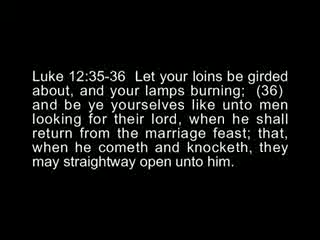 Luke 12:35-36  Let your loins be girded
about, and your lamps burning;  (36)
and be ye yourselves like unto men
looking for their lord, when he shall
return from the marriage feast; that,
when he cometh and knocketh, they
may straightway open unto him.